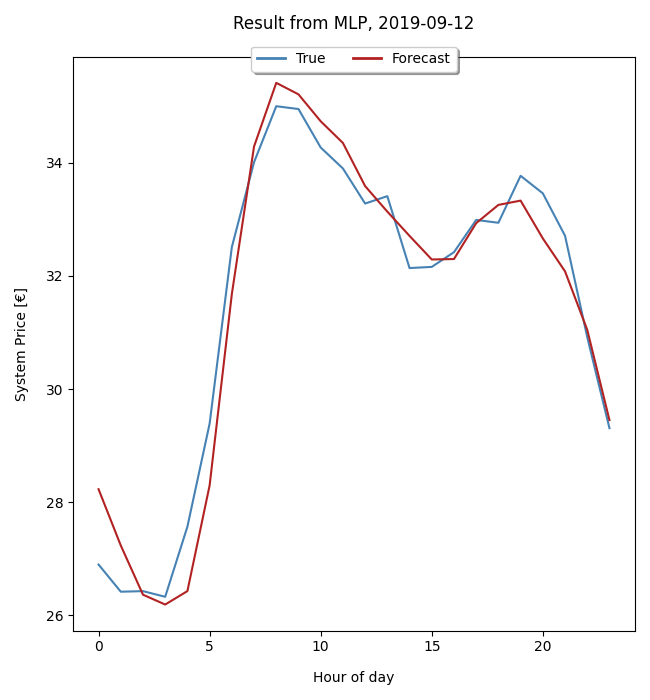 Result from MLP, 2019-09-12
True Forecast
34
32
30
28
26
System Price [€]
0 5 10 15 20
Hour of day